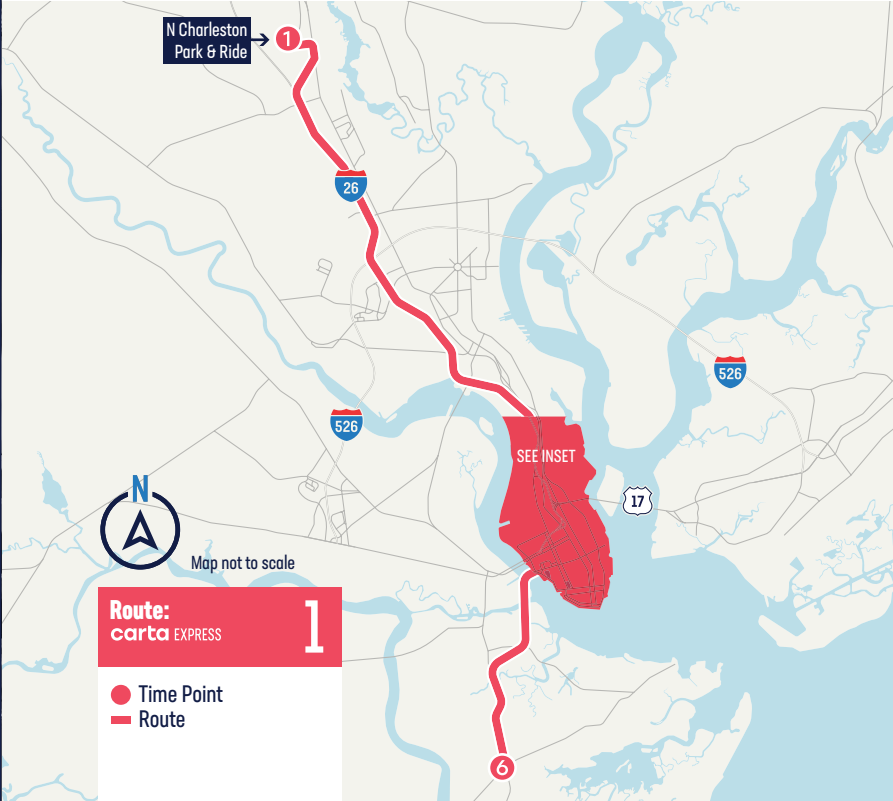 N Charleston
Park & Ride
1
26
526
526
SEE INSET
17
N
Map not to scale
Route:
carta EXPRESS
1
Time Point
Route
6